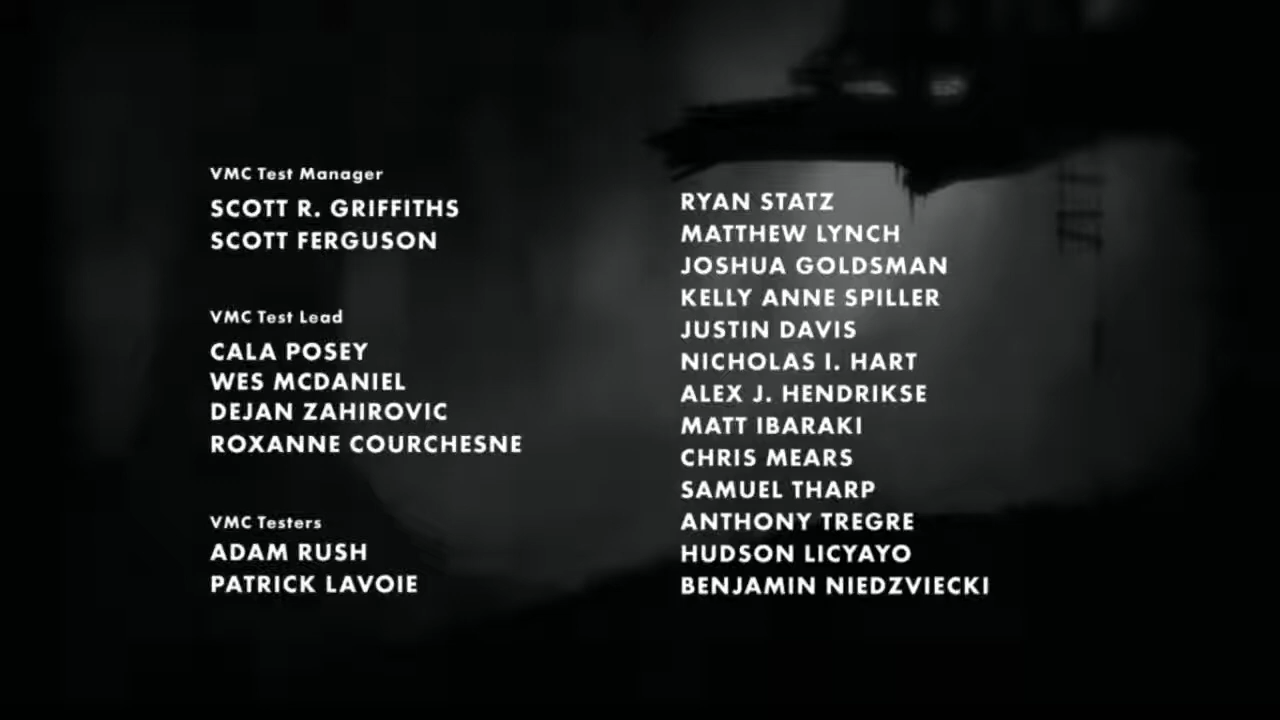 VMC Test Manager
SCOTT R. GRIFFITHS
SCOTT FERGUSON
VMC Test Lead
CALA POSEY
WES MCDANIEL
DEJAN ZAHIROVIC
ROXANNE COURCHESNE
VMC Testers
ADAM RUSH
PATRICK LAVOIE
RYAN STATZ
MATTHEW LYNCH
JOSHUA GOLDSMAN
KELLY ANNE SPILLER
JUSTIN DAVIS
NICHOLAS I. HART
ALEX J. HENDRIKSE
MATT IBARAKI
CHRIS MEARS
SAMUEL THARP
ANTHONY TREGRE
HUDSON LICYAYO
BENJAMIN NIEDZVIECKI